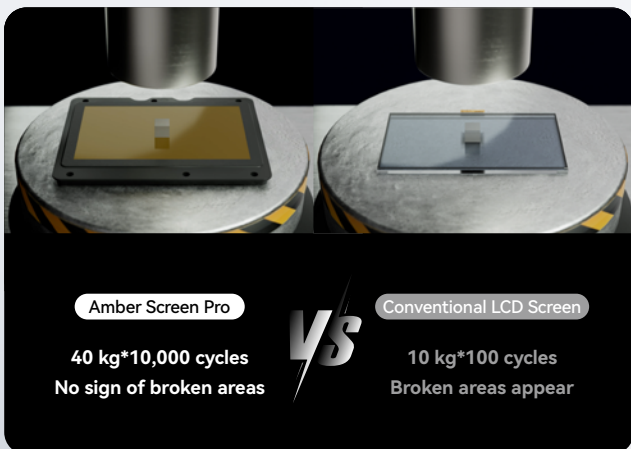 Amber Screen Pro
40 kg*10,000 cycles
No sign of broken areas
VS
Conventional LCD Screen
10 kg*100 cycles
Broken areas appear